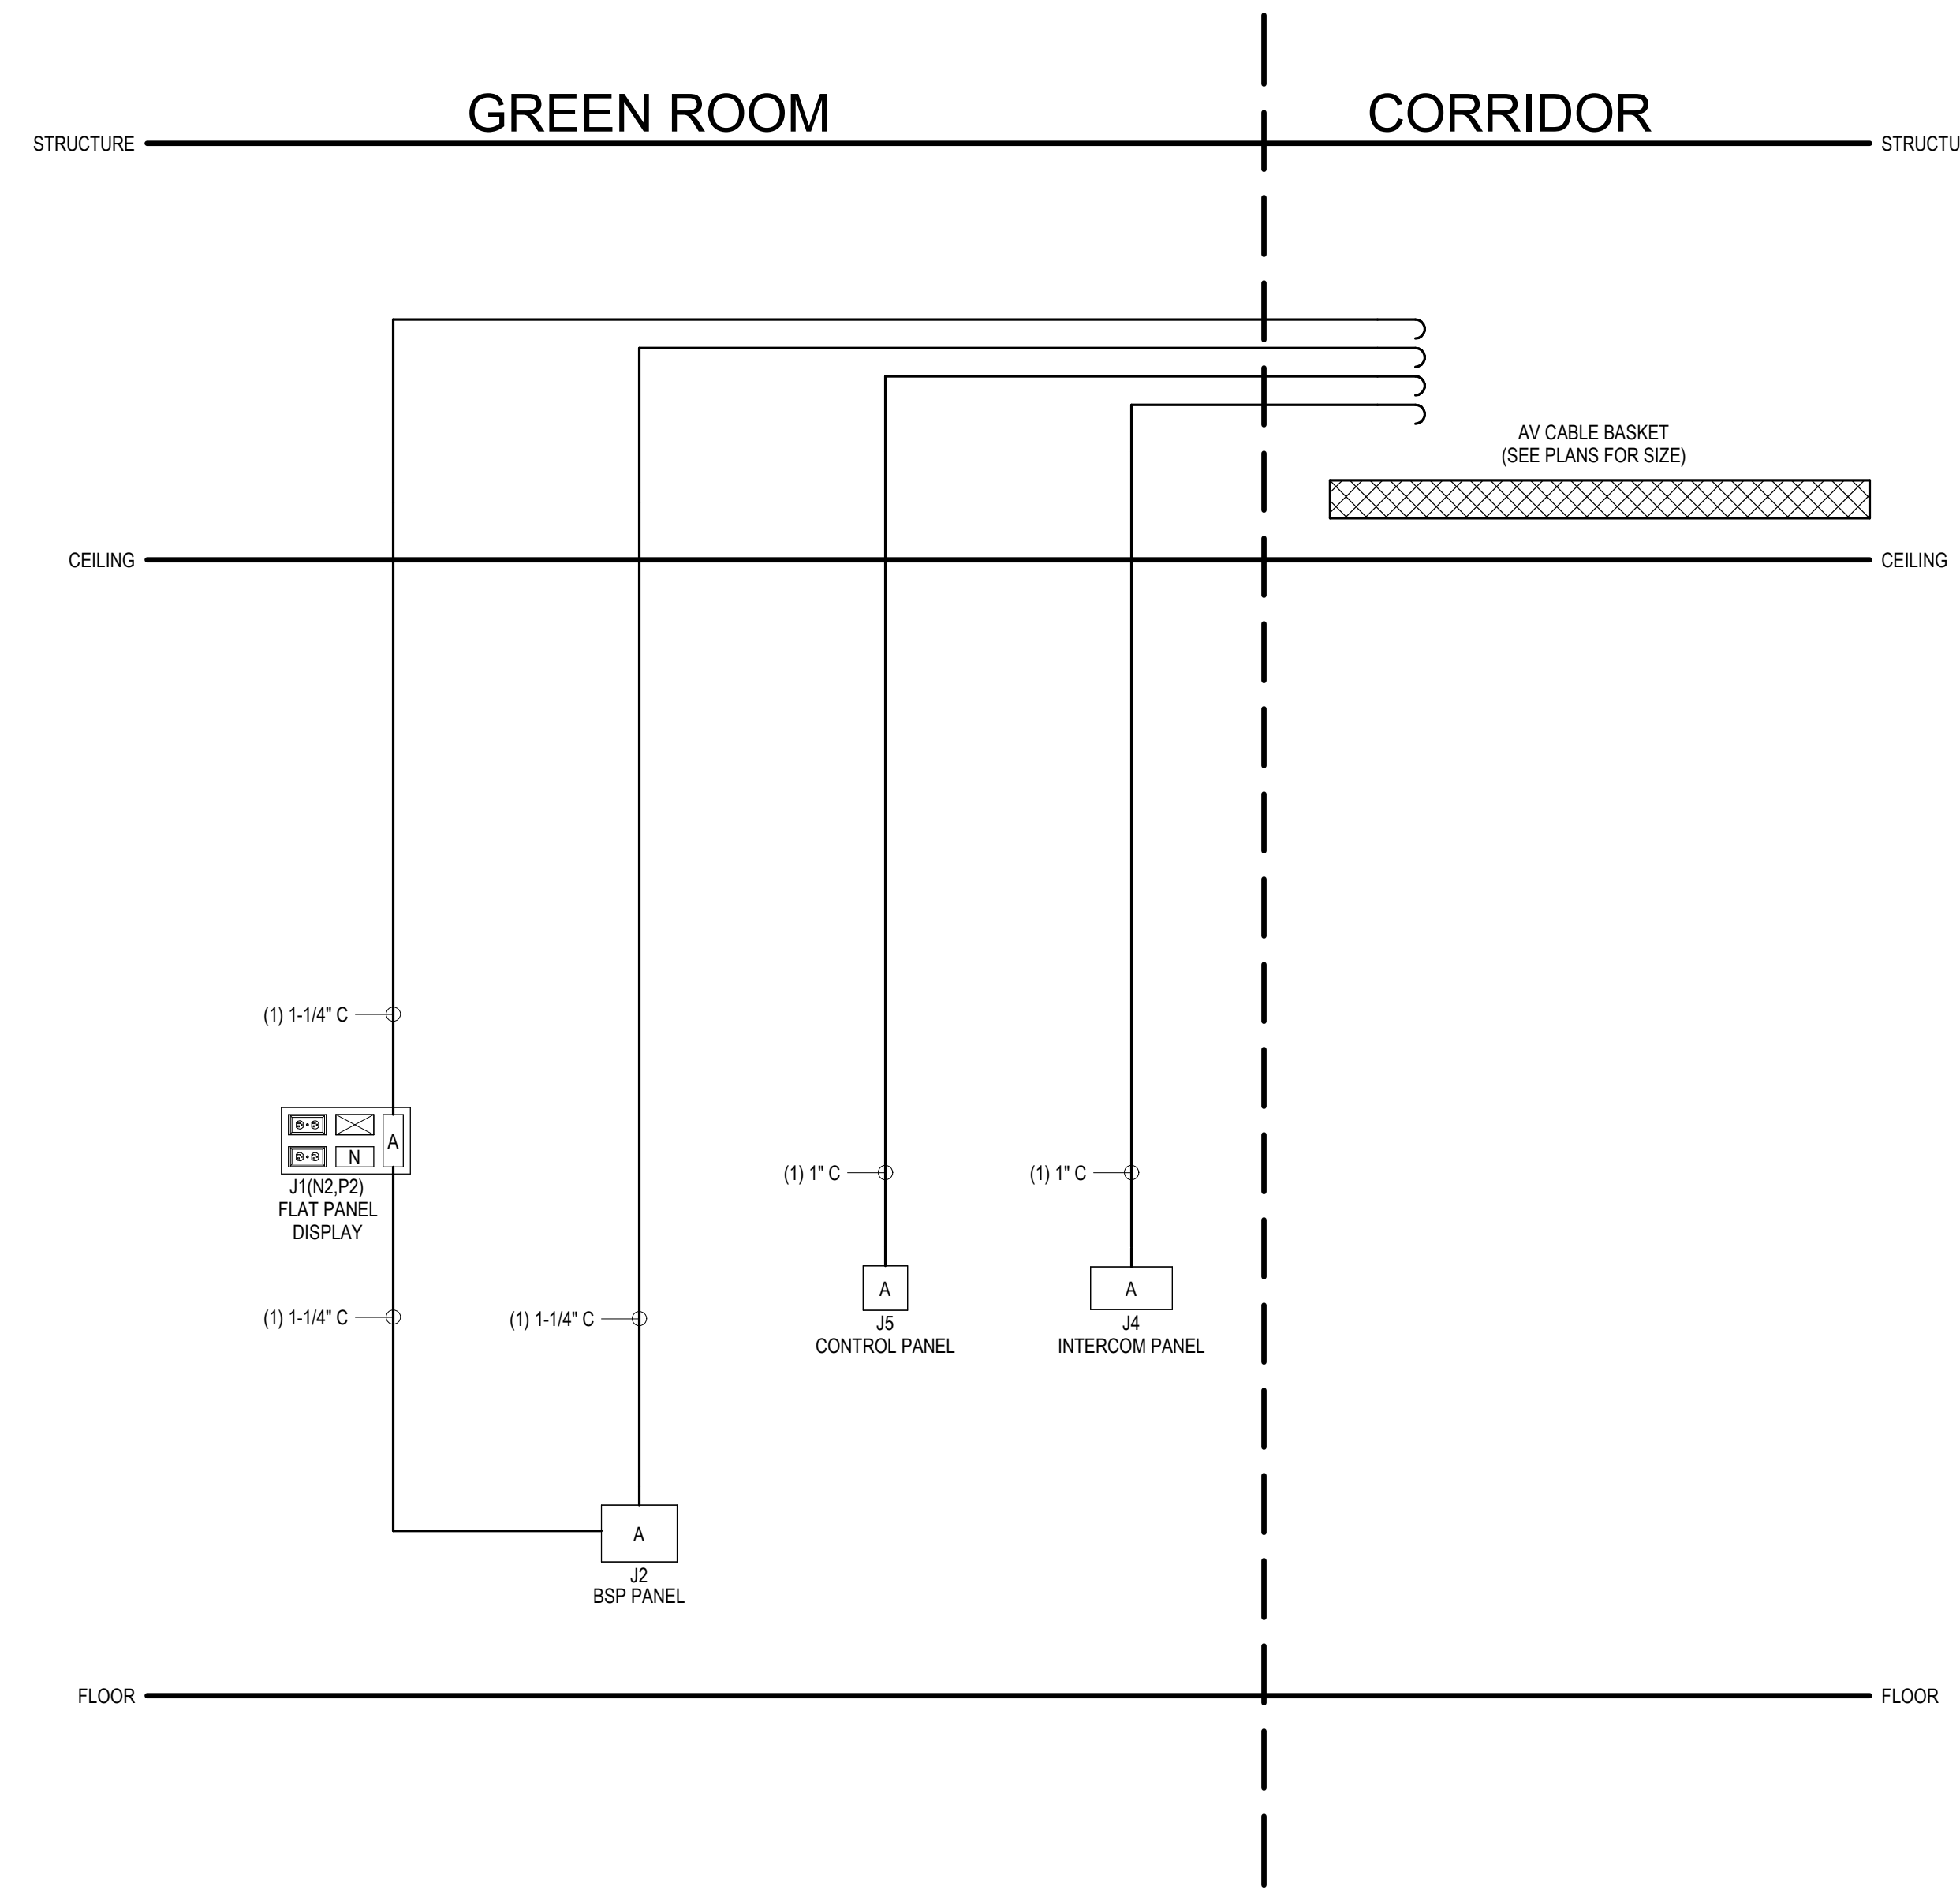 GREEN ROOM
CORRIDOR
STRUCTURE
STRUCTU
AV CABLE BASKET
(SEE PLANS FOR SIZE)
CEILING
CEILING
(1) 1-1/4" C
A
N
J1(N2,P2)
FLAT PANEL
DISPLAY
(1) 1" C
(1) 1" C
A
J5
CONTROL PANEL
A
J4
INTERCOM PANEL
(1) 1-1/4" C
(1) 1-1/4" C
A
J2
BSP PANEL
FLOOR
FLOOR